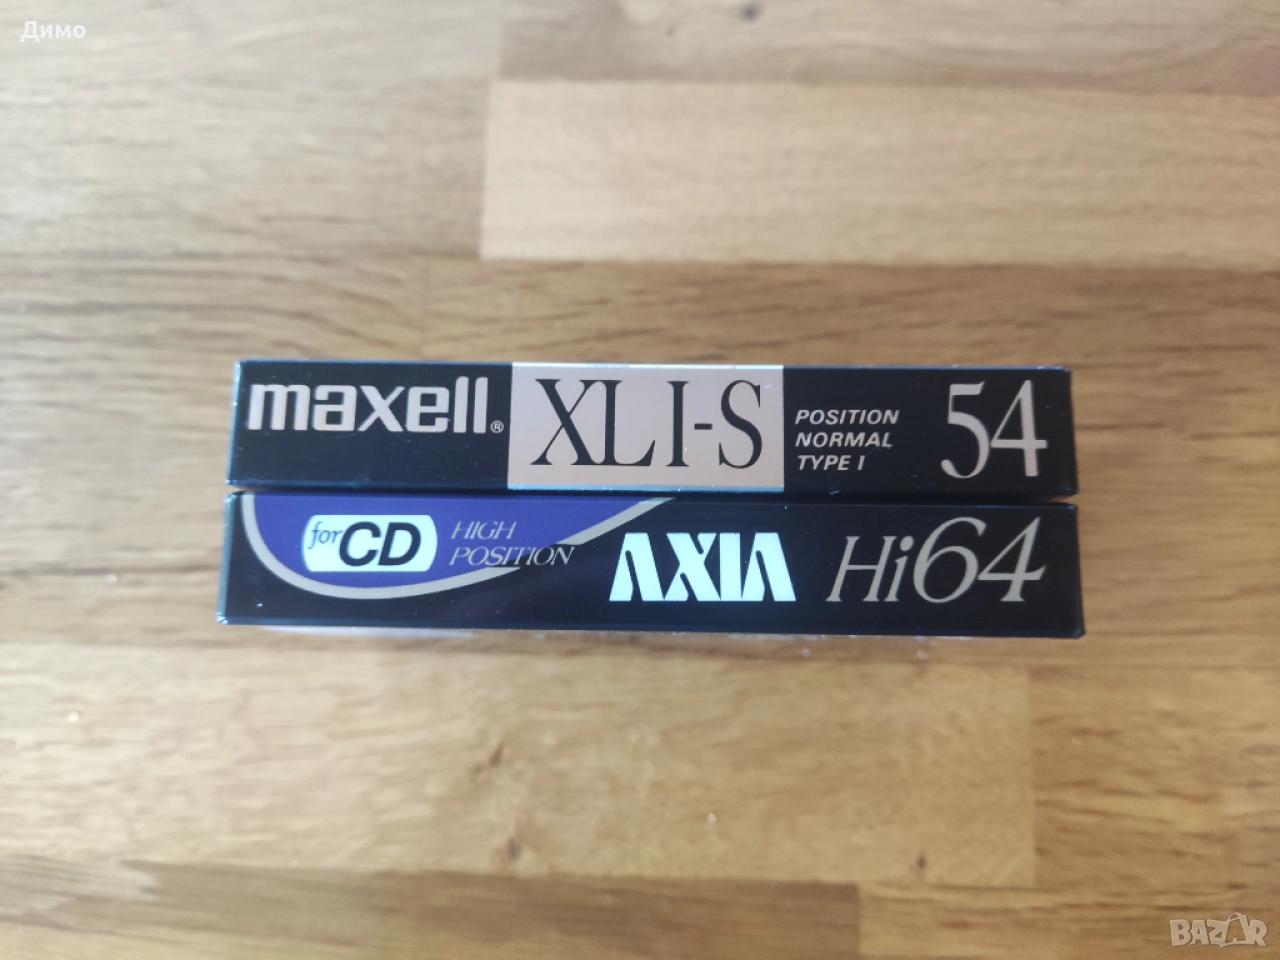 Димо
maxell®
XL I-S
POSITION
NORMAL
TYPE I
54
for CD
HIGH
POSITION
AXIA
Hi64
BAZAR